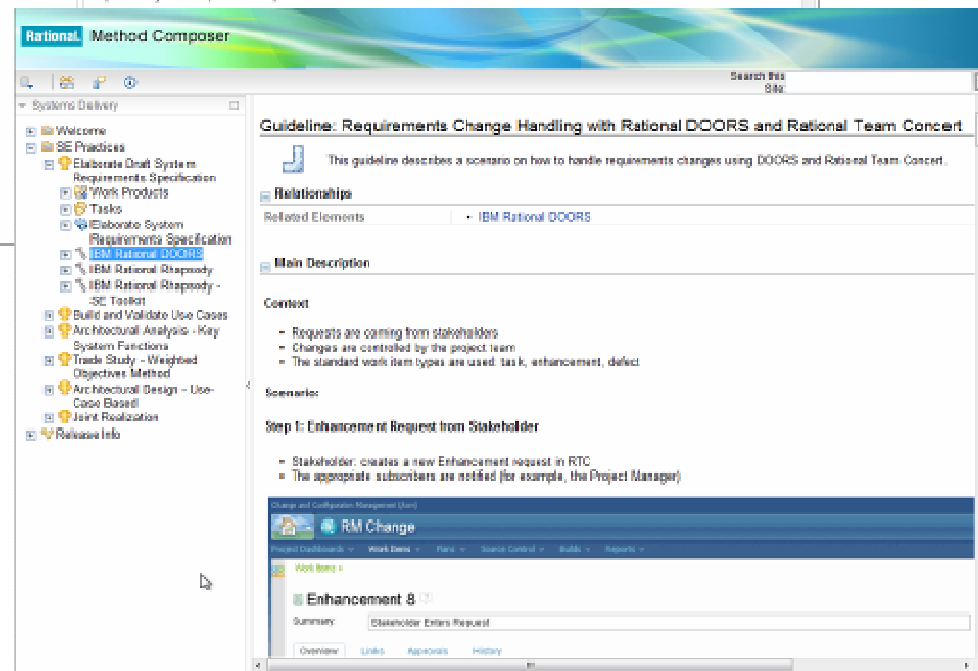 Rational. Method Composer
Search this
Site:
Systems Delivery
Welcome
SE Practices
Elaborate Draft System
Requirements Specification
Work Products
Tasks
Elaborate System
Requirements Specification
IBM Rational DOORS
IBM Rational Rhapsody
IBM Rational Rhapsody -
SE Toolkit
Build and Validate Use Cases
Architectural Analysis - Key
System Functions
Trade Study - Weighted
Objectives Method
Architectural Design - Use-
Case Based
Joint Realization
Release Info
Guideline: Requirements Change Handling with Rational DOORS and Rational Team Concert
This guideline describes a scenario on how to handle requirements changes using DOORS and Rational Team Concert.
Relationships
Related Elements
IBM Rational DOORS
Main Description
Context
Requests are coming from stakeholders
Changes are controlled by the project team
The standard work item types are used: task, enhancement, defect
Scenario:
Step 1: Enhancement Request from Stakeholder
Stakeholder: creates a new Enhancement request in RTC
The appropriate subscribers are notified (for example, the Project Manager)
Change and Configuration Management
RM Change
Project Dashboards Work Items Plans Source Control Builds Reports
Work Items
Enhancement 8
Summary: Stakeholder Enters Request
Overview Links Approvals History